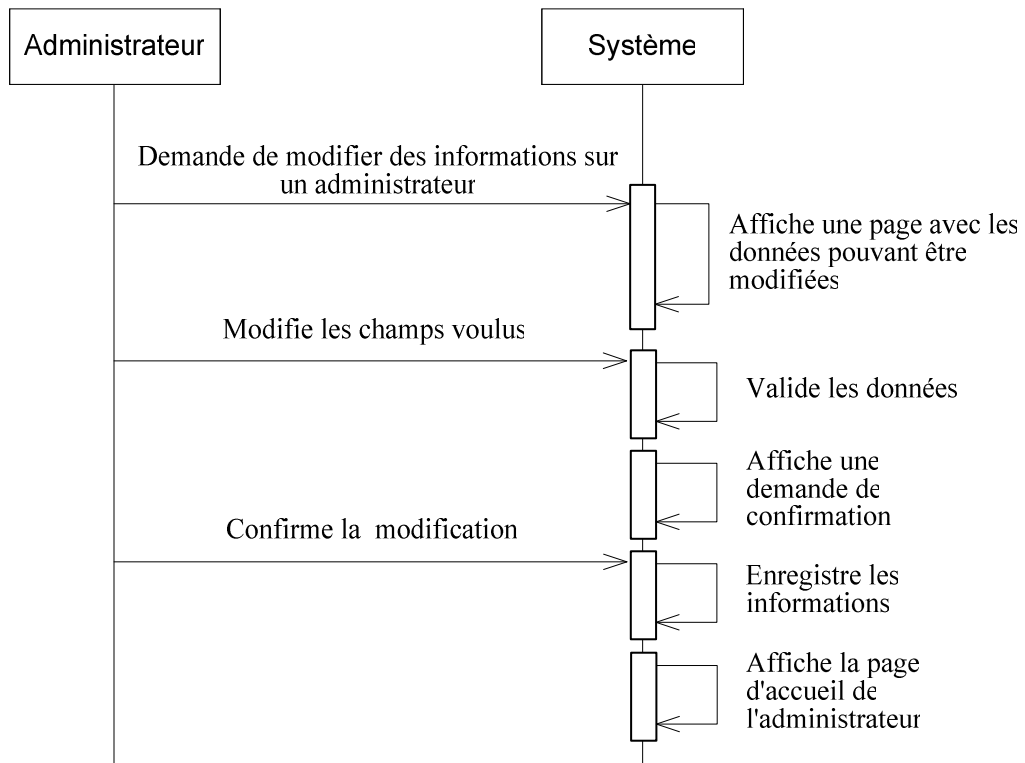 Administrateur
Système
Demande de modifier des informations sur
un administrateur
Affiche une page avec les
données pouvant être
modifiées
Modifie les champs voulus
Valide les données
Affiche une
demande de
confirmation
Confirme la modification
Enregistre les
informations
Affiche la page
d'accueil de
l'administrateur